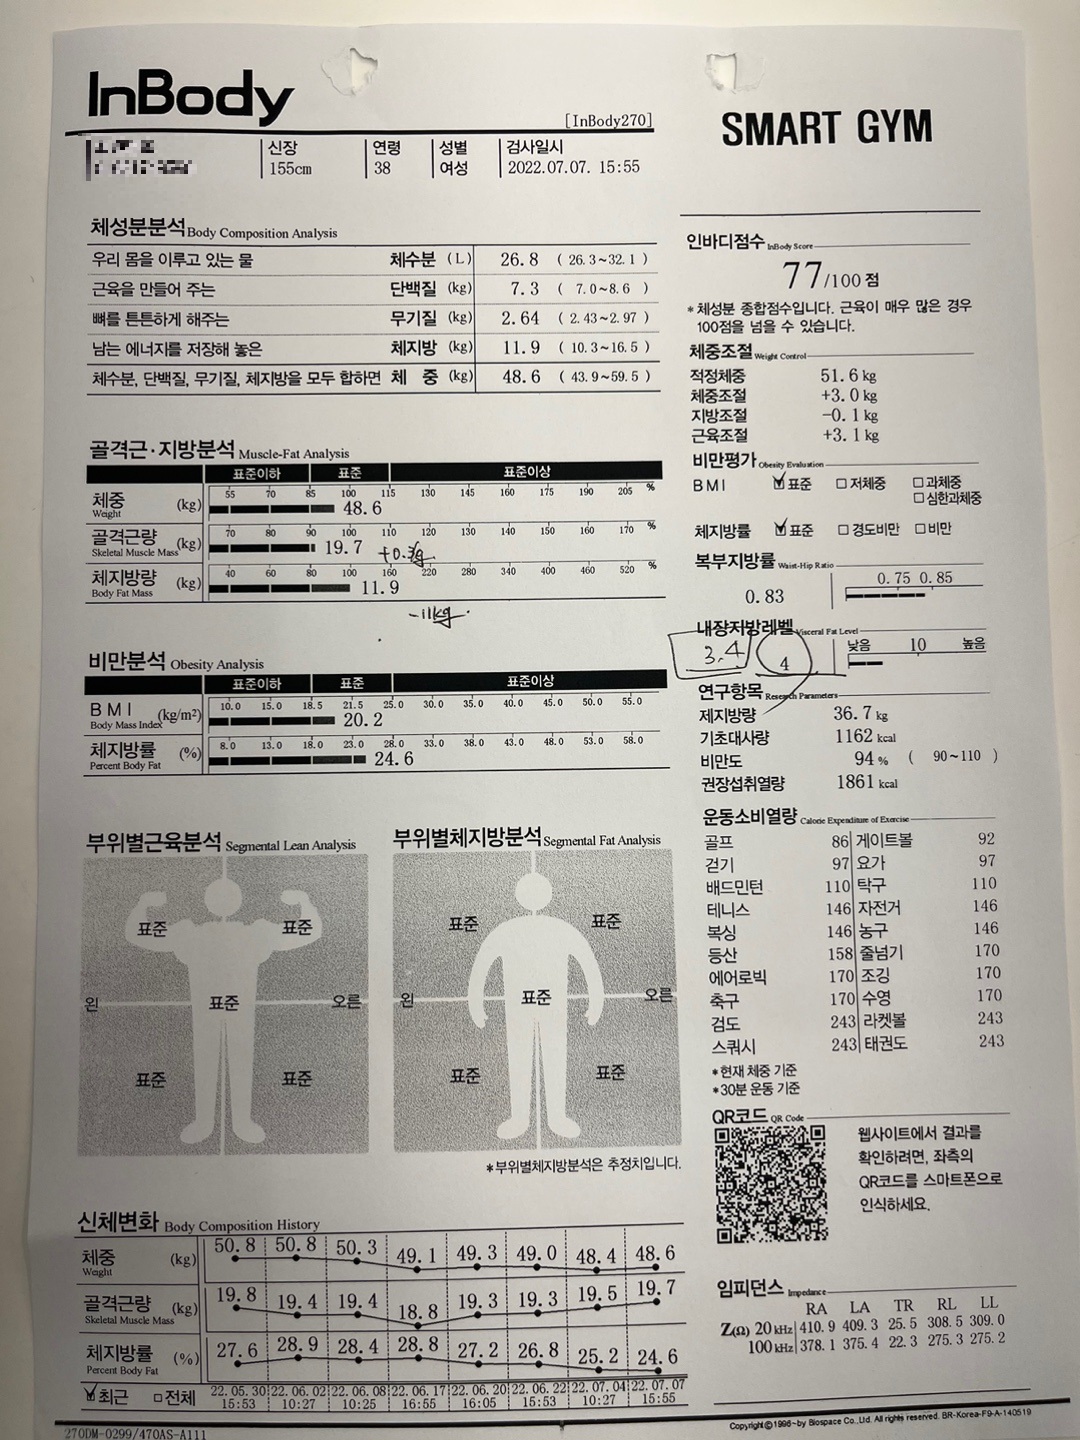 InBody
[InBody270]
SMART GYM
신장 연령 성별 검사일시
155cm 38 여성 2022.07.07. 15:55
체성분분석 Body Composition Analysis
우리 몸을 이루고 있는 물 체수분 (L) 26.8 ( 26.3~32.1 )
근육을 만들어 주는 단백질 (kg) 7.3 ( 7.0~8.6 )
뼈를 튼튼하게 해주는 무기질 (kg) 2.64 ( 2.43~2.97 )
남는 에너지를 저장해 놓은 체지방 (kg) 11.9 ( 10.3~16.5 )
체수분, 단백질, 무기질, 체지방을 모두 합하면 체 중 (kg) 48.6 ( 43.9~59.5 )
골격근·지방분석 Muscle-Fat Analysis
표준이하 표준 표준이상
체중 (kg) 55 70 85 100 115 130 145 160 175 190 205 %
Weight 48.6
골격근량 (kg) 70 80 90 100 110 120 130 140 150 160 170 %
Skeletal Muscle Mass 19.7 +0.3g
체지방량 (kg) 40 60 80 100 160 220 280 340 400 460 520 %
Body Fat Mass 11.9
-11kg
비만분석 Obesity Analysis
표준이하 표준 표준이상
BMI (kg/m²) 10.0 15.0 18.5 21.5 25.0 30.0 35.0 40.0 45.0 50.0 55.0
Body Mass Index 20.2
체지방률 (%) 8.0 13.0 18.0 23.0 28.0 33.0 38.0 43.0 48.0 53.0 58.0
Percent Body Fat 24.6
부위별근육분석 Segmental Lean Analysis
표준 표준
왼 표준 오른
표준 표준
부위별체지방분석 Segmental Fat Analysis
표준 표준
왼 표준 오른
표준 표준
*부위별체지방분석은 추정치입니다.
신체변화 Body Composition History
체중 (kg) 50.8 50.8 50.3 49.1 49.3 49.0 48.4 48.6
Weight
골격근량 (kg) 19.8 19.4 19.4 18.8 19.3 19.3 19.5 19.7
Skeletal Muscle Mass
체지방률 (%) 27.6 28.9 28.4 28.8 27.2 26.8 25.2 24.6
Percent Body Fat
최근 전체 22.05.30 22.06.02 22.06.08 22.06.17 22.06.20 22.06.22 22.07.04 22.07.07
15:53 10:27 10:25 16:55 16:05 15:53 10:27 15:55
인바디점수 InBody Score
77/100 점
*체성분 종합점수입니다. 근육이 매우 많은 경우
100점을 넘을 수 있습니다.
체중조절 Weight Control
적정체중 51.6 kg
체중조절 +3.0 kg
지방조절 -0.1 kg
근육조절 +3.1 kg
비만평가 Obesity Evaluation
BMI 표준 저체중 과체중
심한과체중
체지방률 표준 경도비만 비만
복부지방률 Waist-Hip Ratio
0.75 0.85
0.83
내장지방레벨 Visceral Fat Level
3.4 4 낮음 10 높음
연구항목 Research Parameters
제지방량 36.7 kg
기초대사량 1162 kcal
비만도 94 % ( 90~110 )
권장섭취열량 1861 kcal
운동소비열량 Calorie Expenditure of Exercise
골프 86 게이트볼 92
걷기 97 요가 97
배드민턴 110 탁구 110
테니스 146 자전거 146
복싱 146 농구 146
등산 158 줄넘기 170
에어로빅 170 조깅 170
축구 170 수영 170
검도 243 라켓볼 243
스쿼시 243 태권도 243
*현재 체중 기준
*30분 운동 기준
QR코드 QR Code
웹사이트에서 결과를
확인하려면, 좌측의
QR코드를 스마트폰으로
인식하세요.
임피던스 Impedance
RA LA TR RL LL
Z(Ω) 20 kHz 410.9 409.3 25.5 308.5 309.0
100 kHz 378.1 375.4 22.3 275.3 275.2
270DM-0299/470AS-A111
Copyright©1996~by Biospace Co.,Ltd. All rights reserved. BR-Korea-F9-A-140519